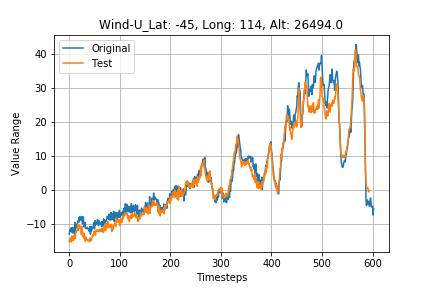 Wind-U_Lat: -45, Long: 114, Alt: 26494.0
Original
Test
Value Range
40
30
20
10
0
−10
0 100 200 300 400 500 600
Timesteps